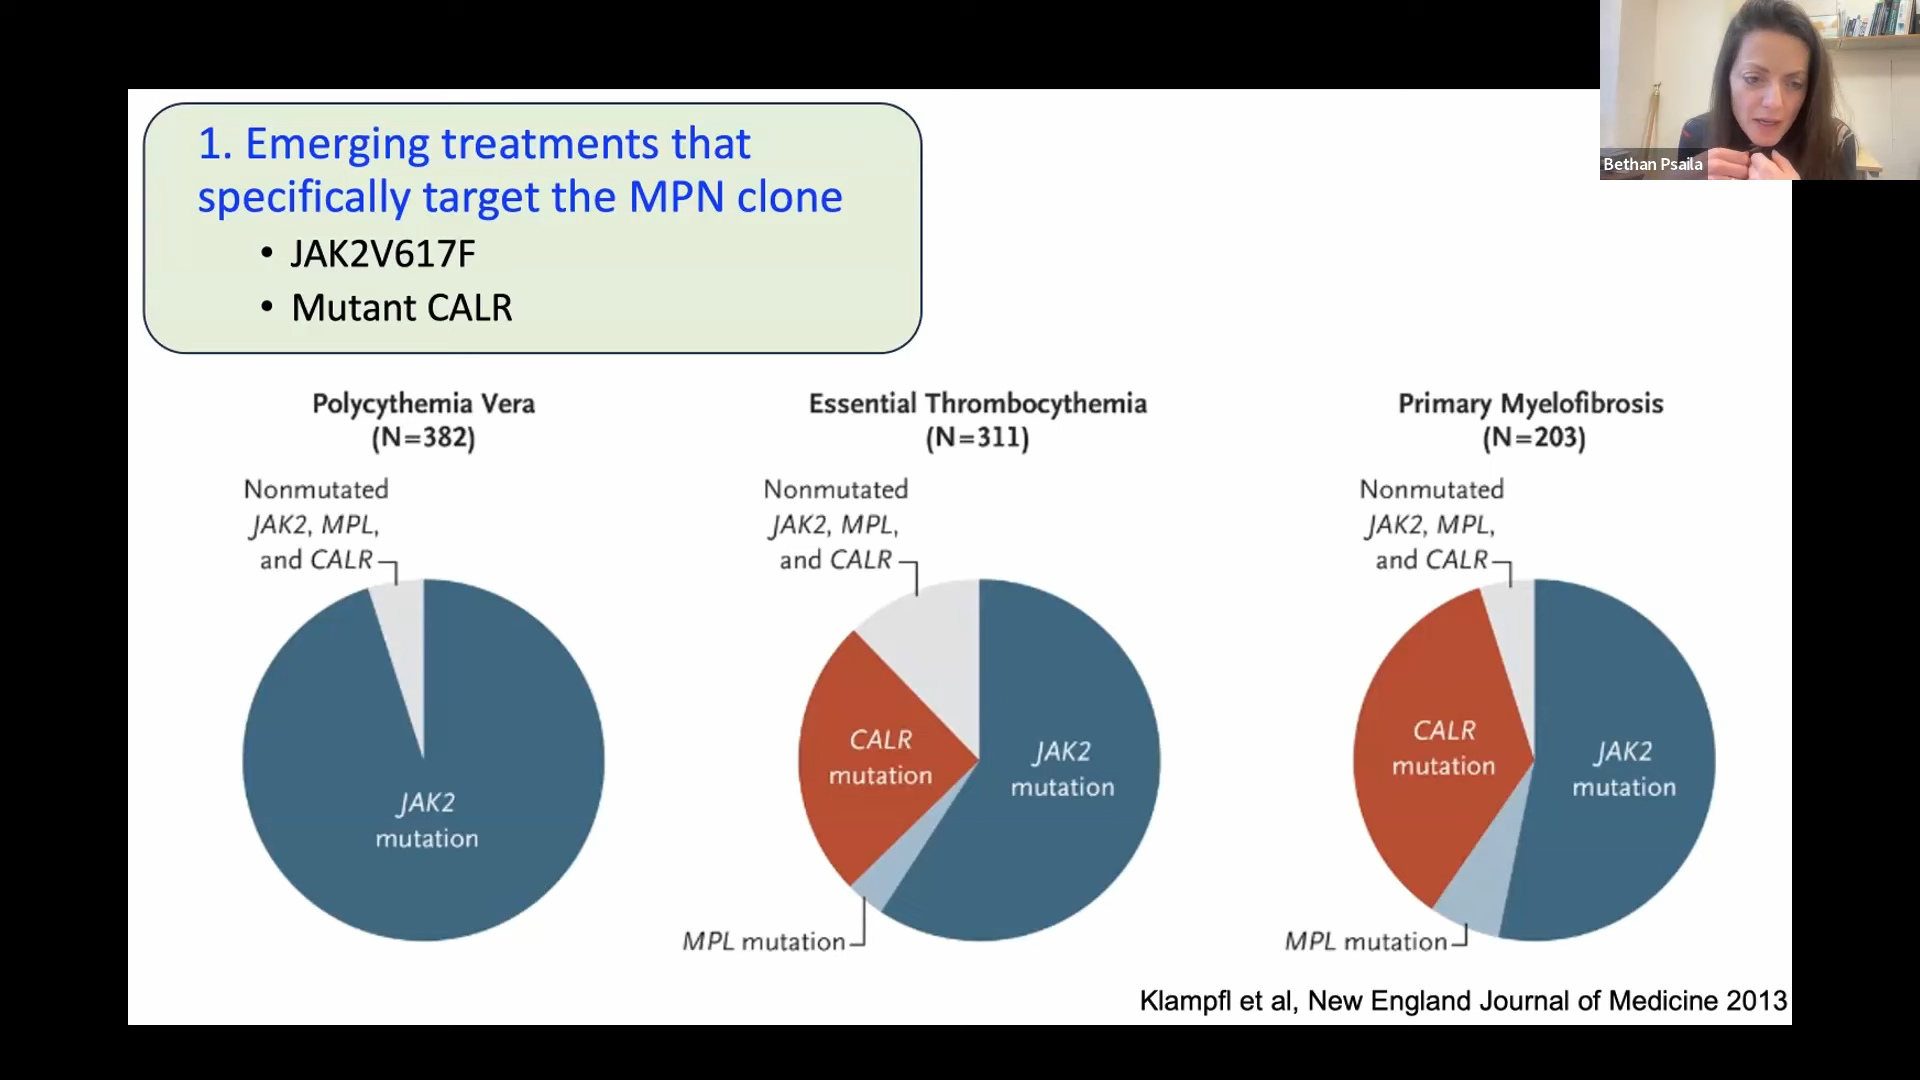 Bethan Psaila
1. Emerging treatments that
specifically target the MPN clone
• JAK2V617F
• Mutant CALR
Polycythemia Vera
(N=382)
Nonmutated
JAK2, MPL,
and CALR
JAK2
mutation
Essential Thrombocythemia
(N=311)
Nonmutated
JAK2, MPL,
and CALR
CALR
mutation
JAK2
mutation
MPL mutation
Primary Myelofibrosis
(N=203)
Nonmutated
JAK2, MPL,
and CALR
CALR
mutation
JAK2
mutation
MPL mutation
Klampfl et al, New England Journal of Medicine 2013